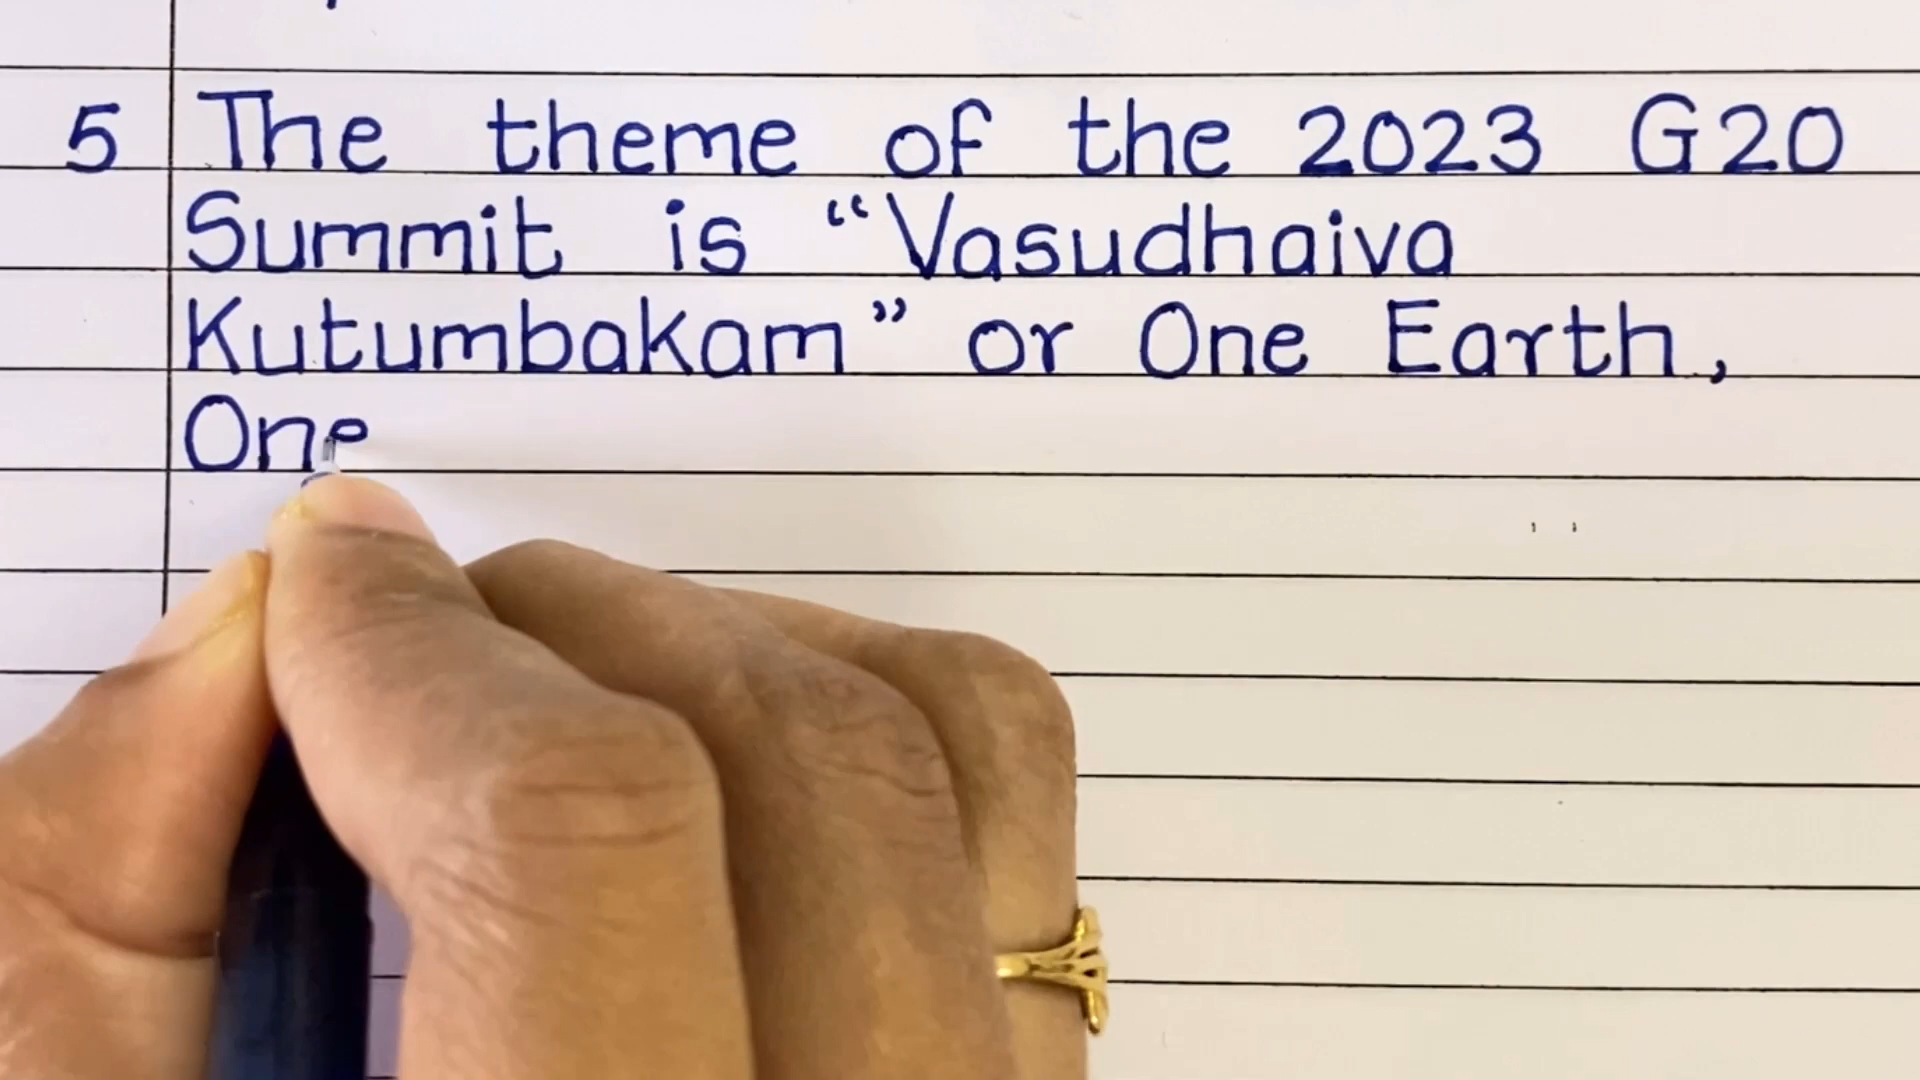 5 The theme of the 2023 G20
Summit is “Vasudhaiva
Kutumbakam” or One Earth,
One